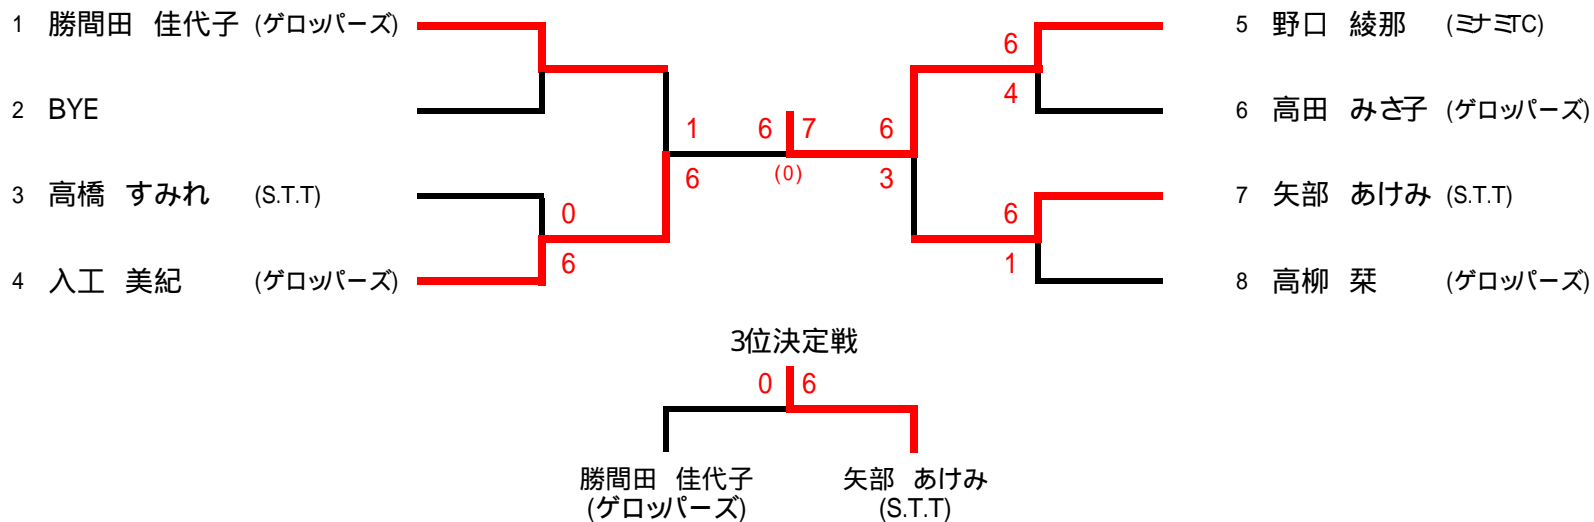 1 勝間田 佳代子 (ゲロッパーズ)
2 BYE
3 高橋 すみれ (S.T.T)
4 入工 美紀 (ゲロッパーズ)
0
6
1
6
6 7
(0)
6
3
6
4
6
1
5 野口 綾那 (ミナミTC)
6 高田 みさ子 (ゲロッパーズ)
7 矢部 あけみ (S.T.T)
8 高柳 栞 (ゲロッパーズ)
3位決定戦
0 6
勝間田 佳代子
(ゲロッパーズ)
矢部 あけみ
(S.T.T)